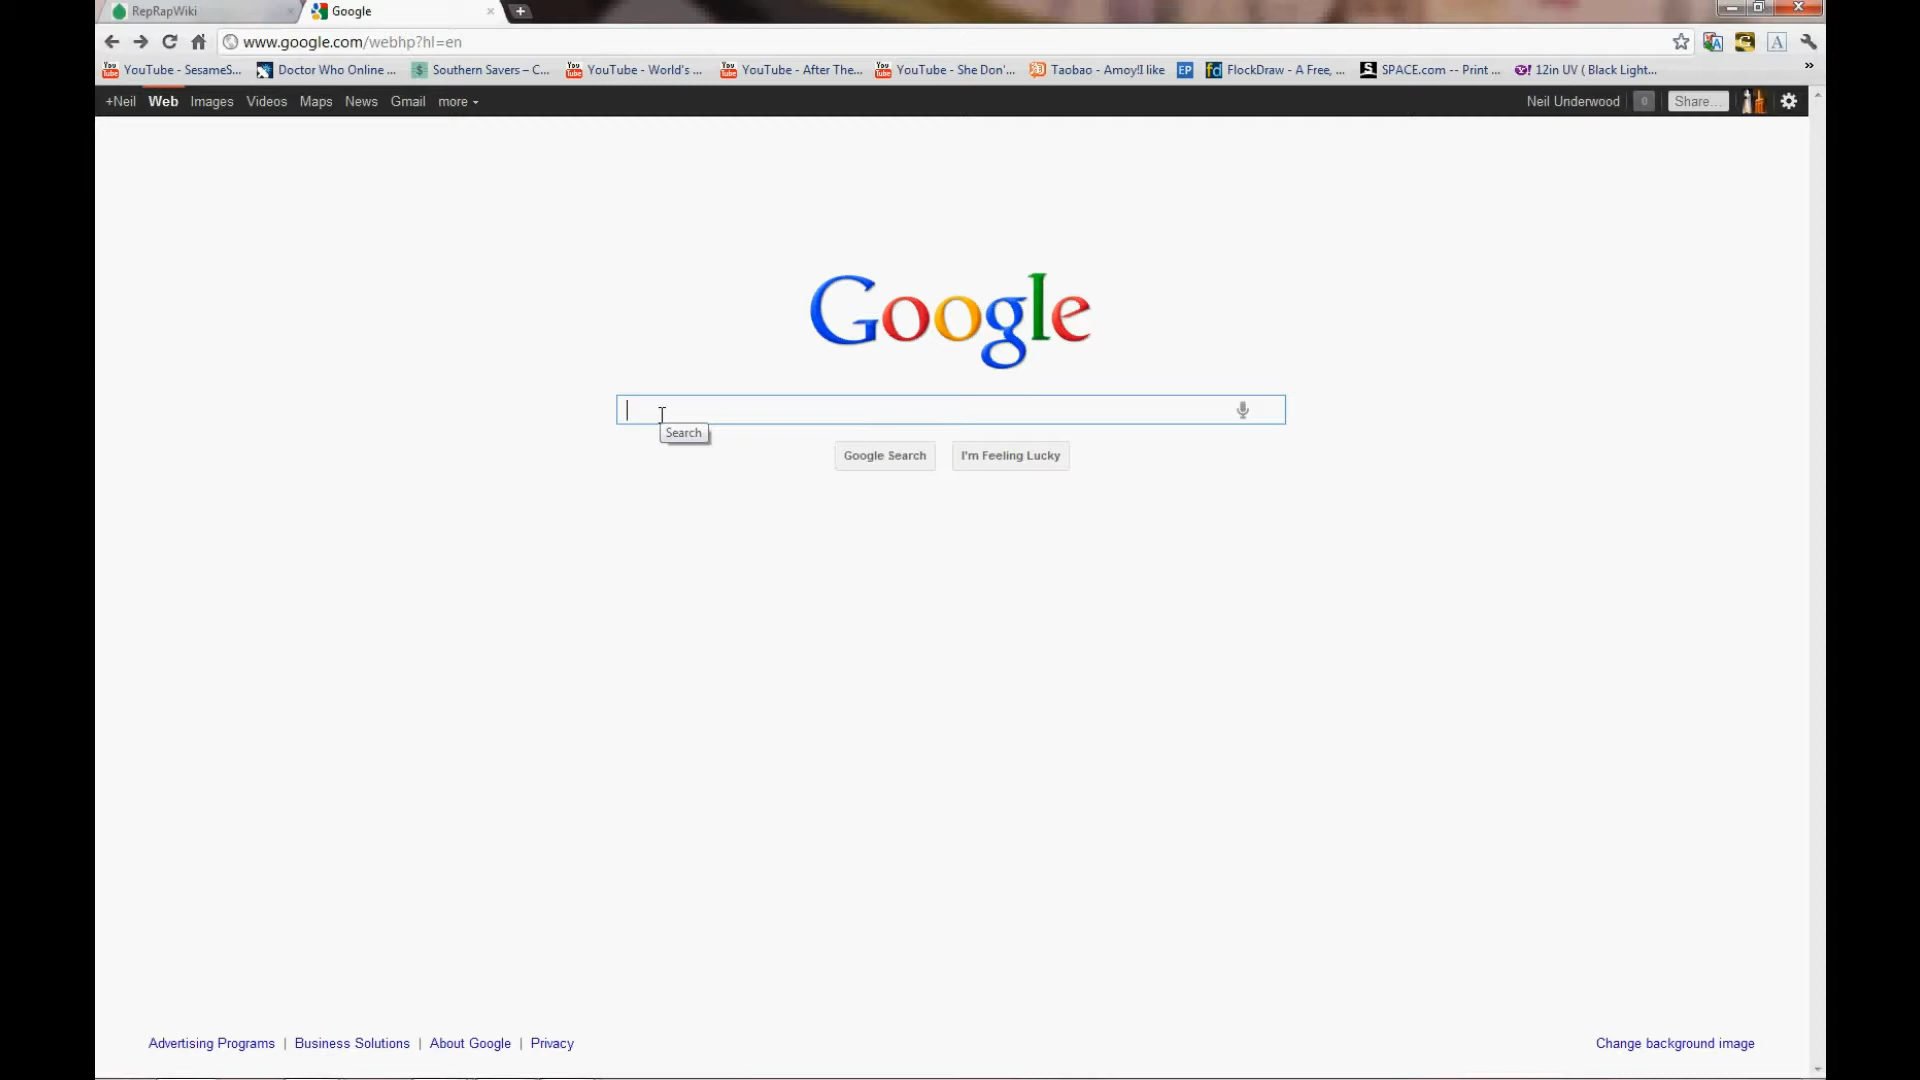 RepRapWiki Google
www.google.com/webhp?hl=en
YouTube - SesameS... Doctor Who Online ... Southern Savers – C... YouTube - World's ... YouTube - After The... YouTube - She Don'... Taobao - Amoy!I like EP fd FlockDraw - A Free, ... SPACE.com -- Print ... 12in UV ( Black Light... »
+Neil Web Images Videos Maps News Gmail more Neil Underwood 0 Share...
Google
Search
Google Search I'm Feeling Lucky
Advertising Programs | Business Solutions | About Google | Privacy Change background image